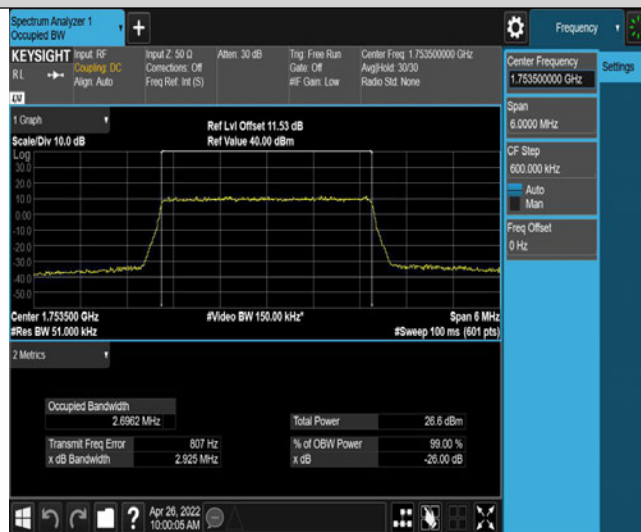 Spectrum Analyzer 1
Occupied BW
Frequency
KEYSIGHT
R L
Input: RF
Coupling: DC
Align: Auto
Input Z: 50 Ω
Corrections: Off
Freq Ref: Int (S)
Atten: 30 dB
Trig: Free Run
Gate: Off
#IF Gain: Low
Center Freq: 1.753500000 GHz
Avg|Hold: 30/30
Radio Std: None
Center Frequency
1.753500000 GHz
Settings
Span
6.0000 MHz
CF Step
600.000 kHz
Auto
Man
Freq Offset
0 Hz
1 Graph
Scale/Div 10.0 dB
Ref Lvl Offset 11.53 dB
Ref Value 40.00 dBm
Log
30.0
20.0
10.0
0.00
-10.0
-20.0
-30.0
-40.0
-50.0
Center 1.753500 GHz
#Res BW 51.000 kHz
#Video BW 150.00 kHz*
Span 6 MHz
#Sweep 100 ms (601 pts)
2 Metrics
Occupied Bandwidth
2.6962 MHz
Total Power 26.6 dBm
Transmit Freq Error 807 Hz
% of OBW Power 99.00 %
x dB Bandwidth 2.925 MHz
x dB -26.00 dB
?
Apr 26, 2022
10:00:05 AM